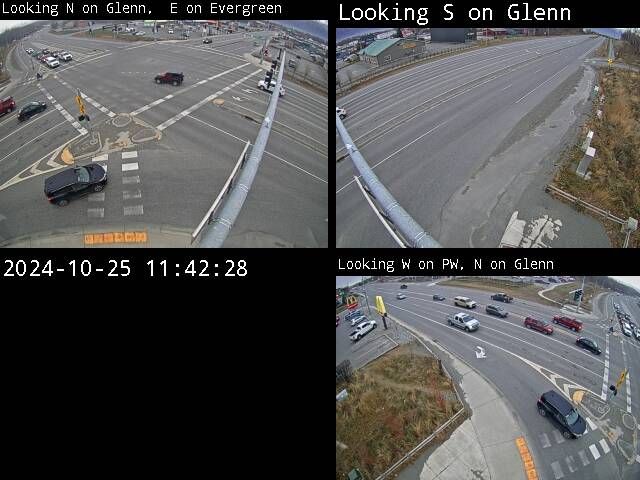 Looking N on Glenn, E on Evergreen
Looking S on Glenn
2024-10-25 11:42:28
Looking W on PW, N on Glenn